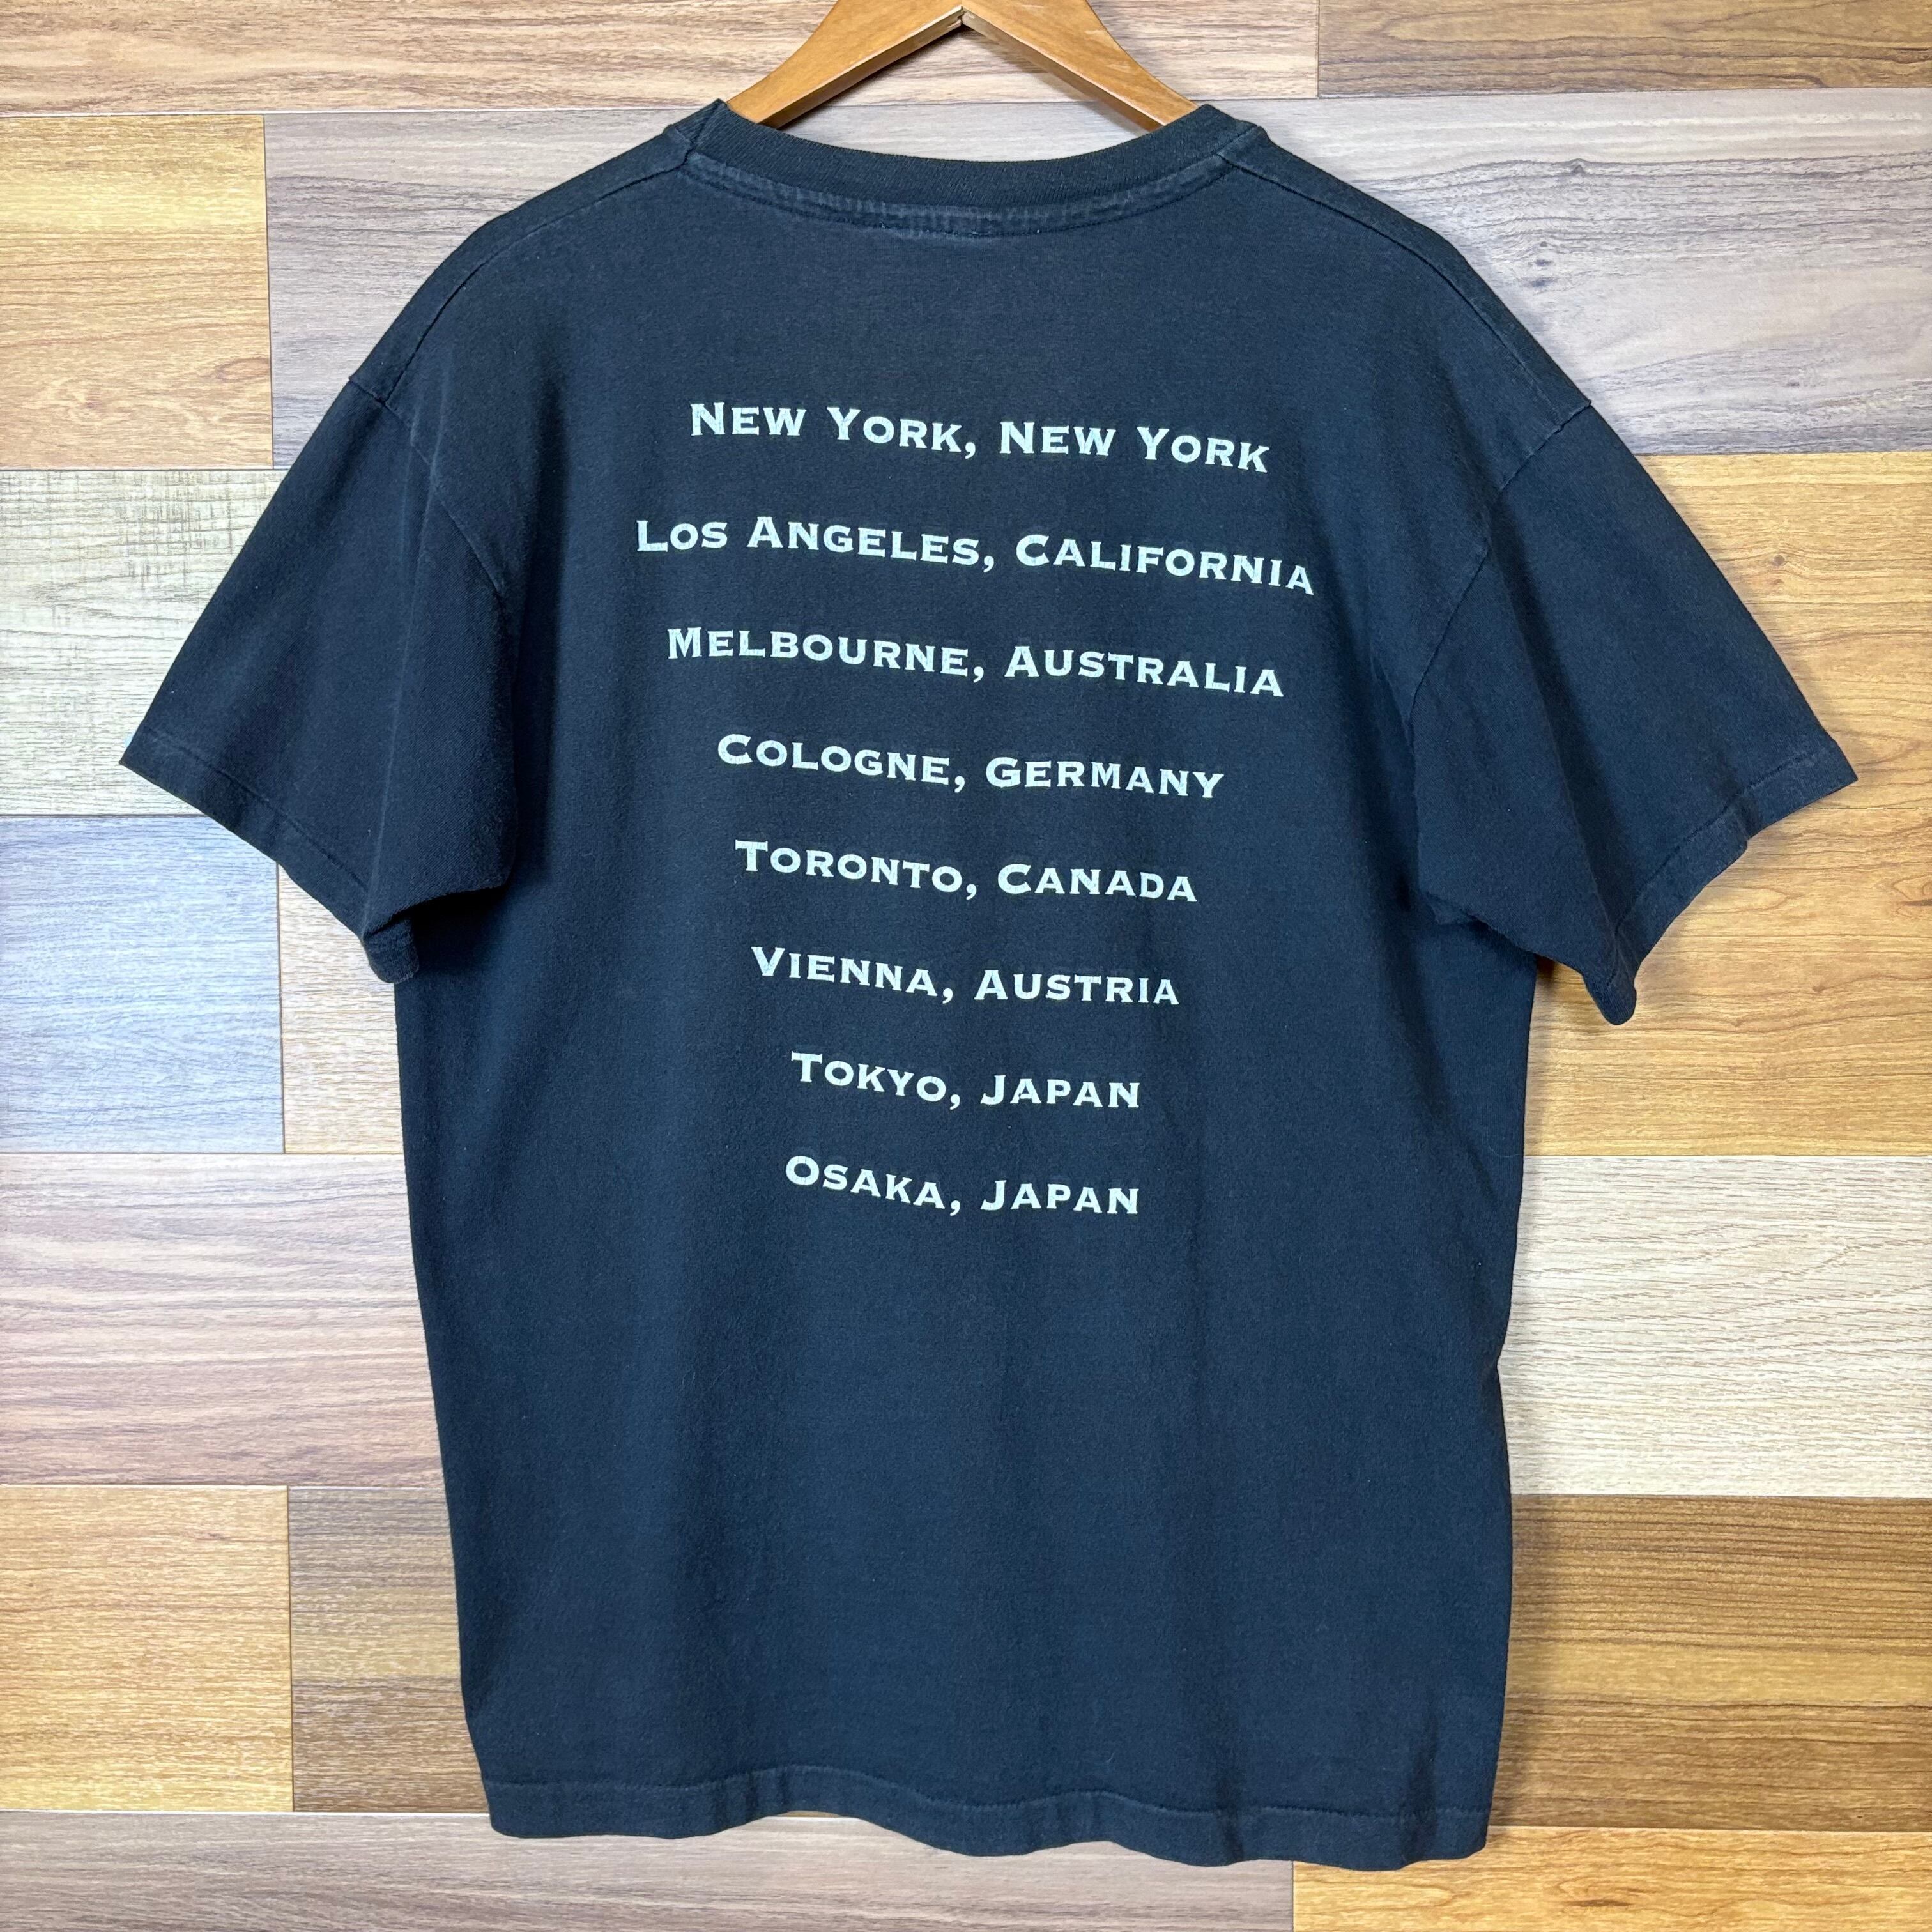 New York, New York
Los Angeles, California
Melbourne, Australia
Cologne, Germany
Toronto, Canada
Vienna, Austria
Tokyo, Japan
Osaka, Japan